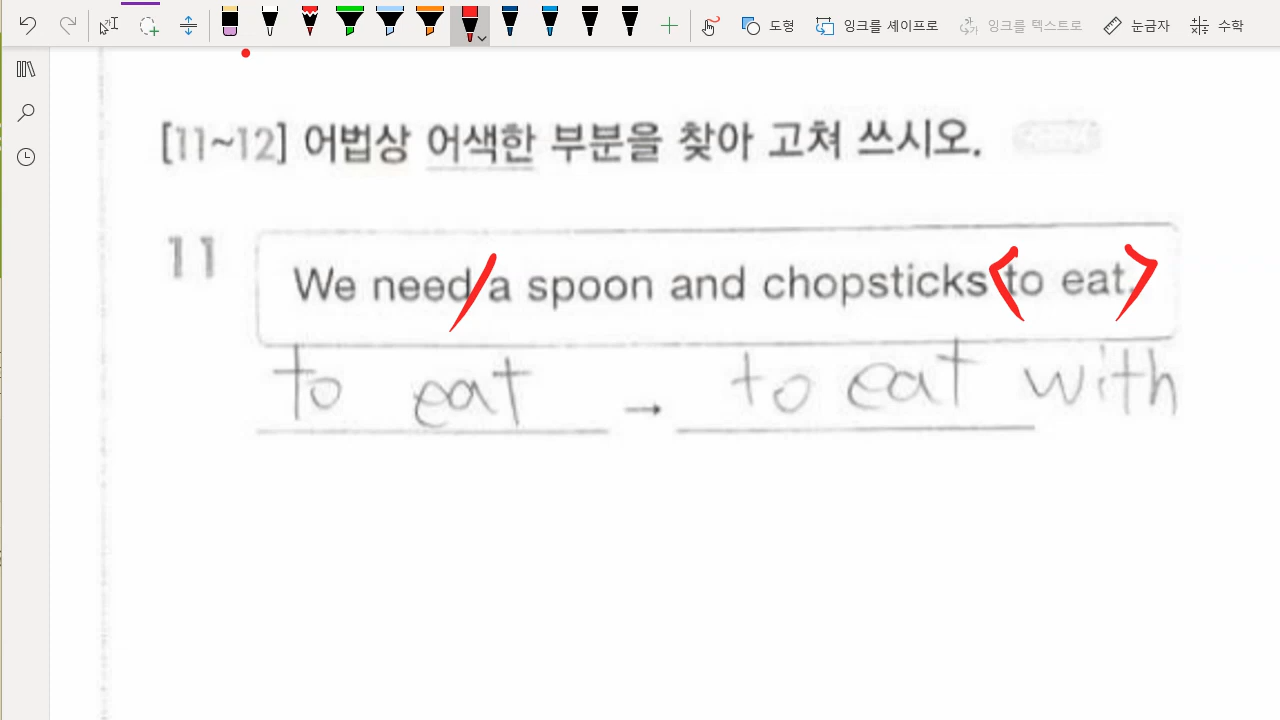 도형
잉크를 셰이프로
잉크를 텍스트로
눈금자
수학
[11~12] 어법상 어색한 부분을 찾아 고쳐 쓰시오.
11
We need a spoon and chopsticks to eat.
to eat → to eat with